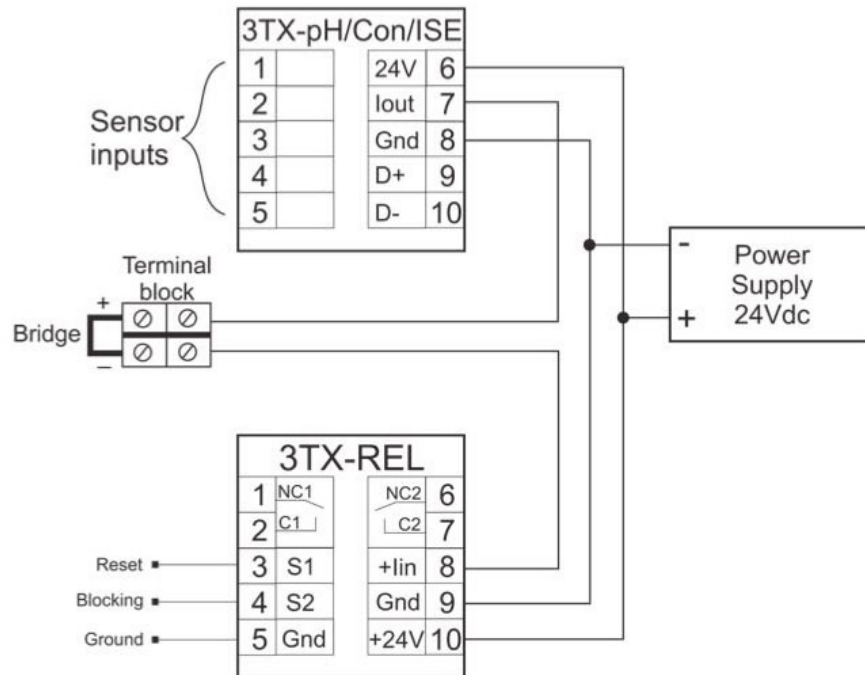 3TX-pH/Con/ISE
1 24V 6
2 Iout 7
3 Gnd 8
4 D+ 9
5 D- 10
Sensor
inputs
Power
Supply
24Vdc
-
+
Terminal
block
+
Bridge
–
3TX-REL
1 NC1 NC2 6
2 C1 C2 7
Reset 3 S1 +Iin 8
Blocking 4 S2 Gnd 9
Ground 5 Gnd +24V 10